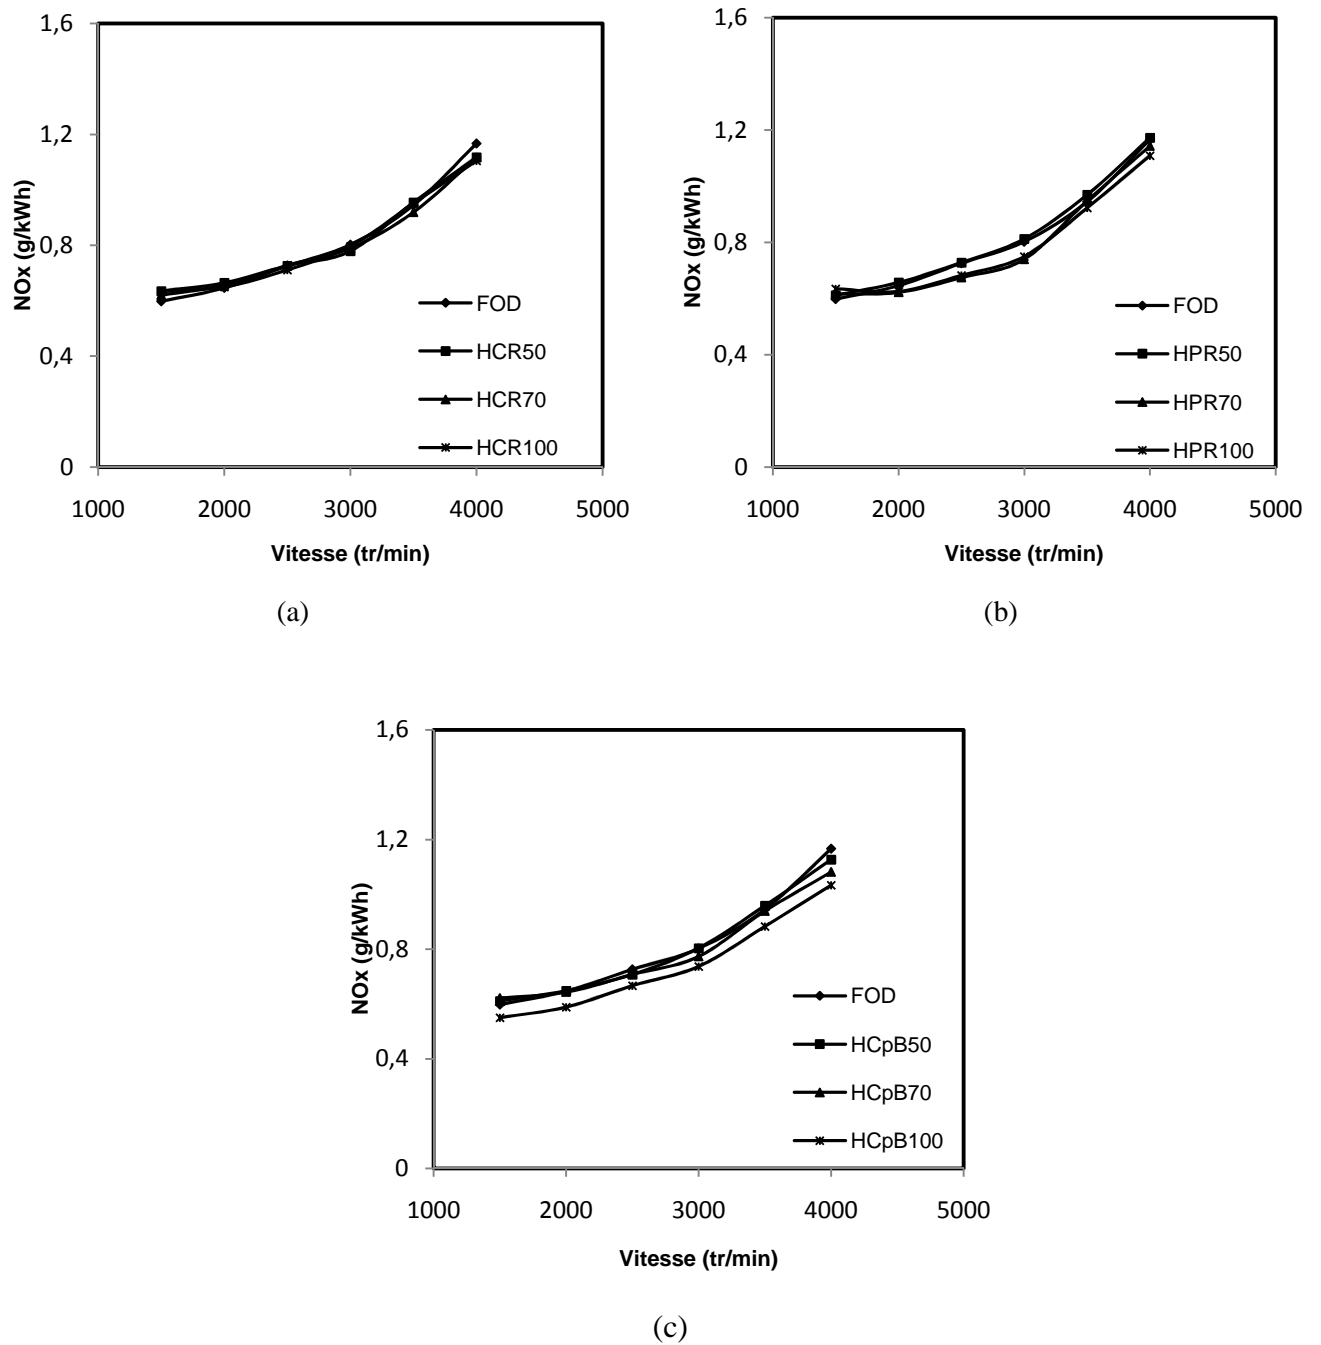 1,6
1,2
0,8
0,4
0
NOx (g/kWh)
FOD
HCR50
HCR70
HCR100
1000 2000 3000 4000 5000
Vitesse (tr/min)
(a)
1,6
1,2
0,8
0,4
0
NOx (g/kWh)
FOD
HPR50
HPR70
HPR100
1000 2000 3000 4000 5000
Vitesse (tr/min)
(b)
1,6
1,2
0,8
0,4
0
NOx (g/kWh)
FOD
HCpB50
HCpB70
HCpB100
1000 2000 3000 4000 5000
Vitesse (tr/min)
(c)